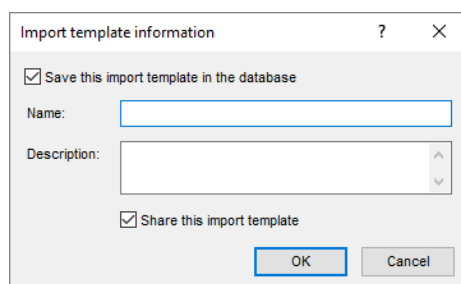 Import template information ?
Save this import template in the database
Name:
Description:
Share this import template
OK Cancel